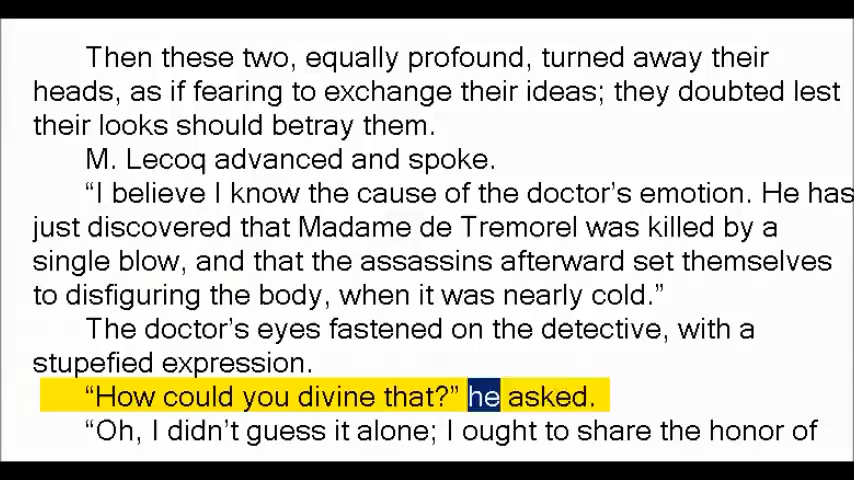 Then these two, equally profound, turned away their
heads, as if fearing to exchange their ideas; they doubted lest
their looks should betray them.
M. Lecoq advanced and spoke.
“I believe I know the cause of the doctor’s emotion. He has
just discovered that Madame de Tremorel was killed by a
single blow, and that the assassins afterward set themselves
to disfiguring the body, when it was nearly cold.”
The doctor’s eyes fastened on the detective, with a
stupefied expression.
“How could you divine that?” he asked.
“Oh, I didn’t guess it alone; I ought to share the honor of